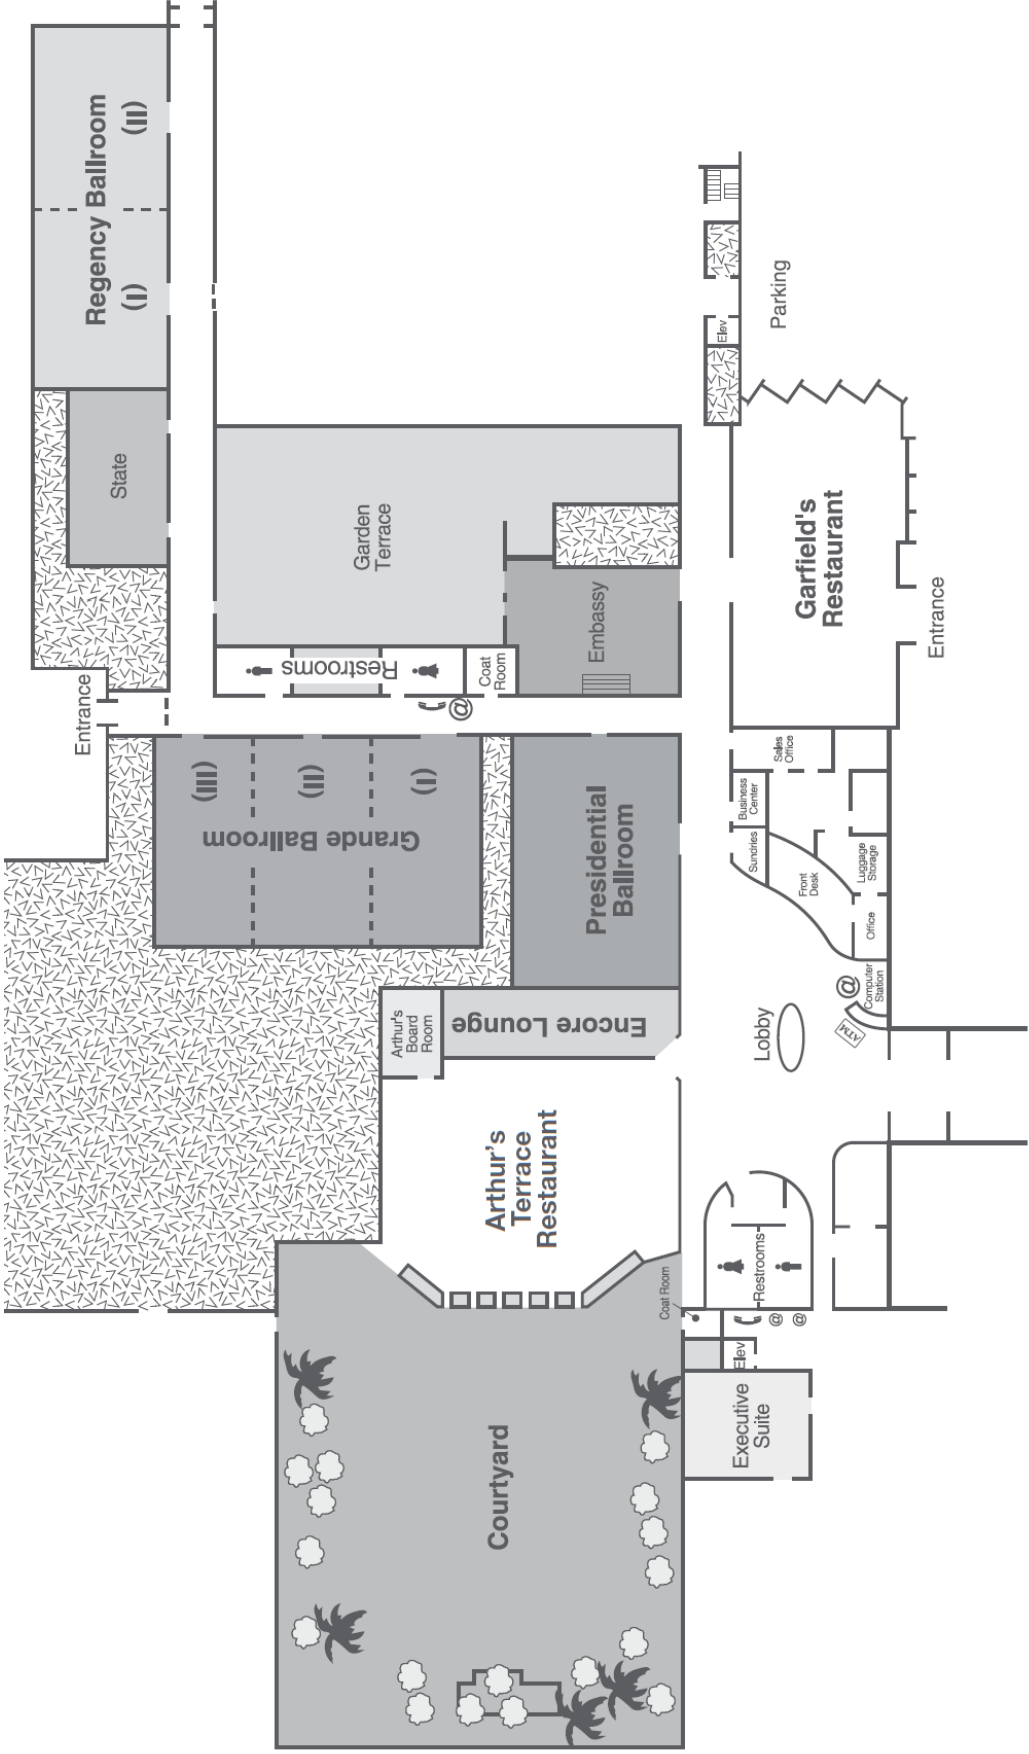 Regency Ballroom
(I)
(II)
State
Garden
Terrace
Restrooms
Coat
Room
@
Embassy
Entrance
Grande Ballroom
(III)
(II)
(I)
Presidential
Ballroom
Arthur's
Board
Room
Encore Lounge
Arthur's
Terrace
Restaurant
Courtyard
Coat Room
Elev
Executive
Suite
Restrooms
@
@
Lobby
ATM
@
Computer
Station
Office
Front
Desk
Luggage
Storage
Sundries
Business
Center
Sales
Office
Garfield's
Restaurant
Entrance
Elev
Parking